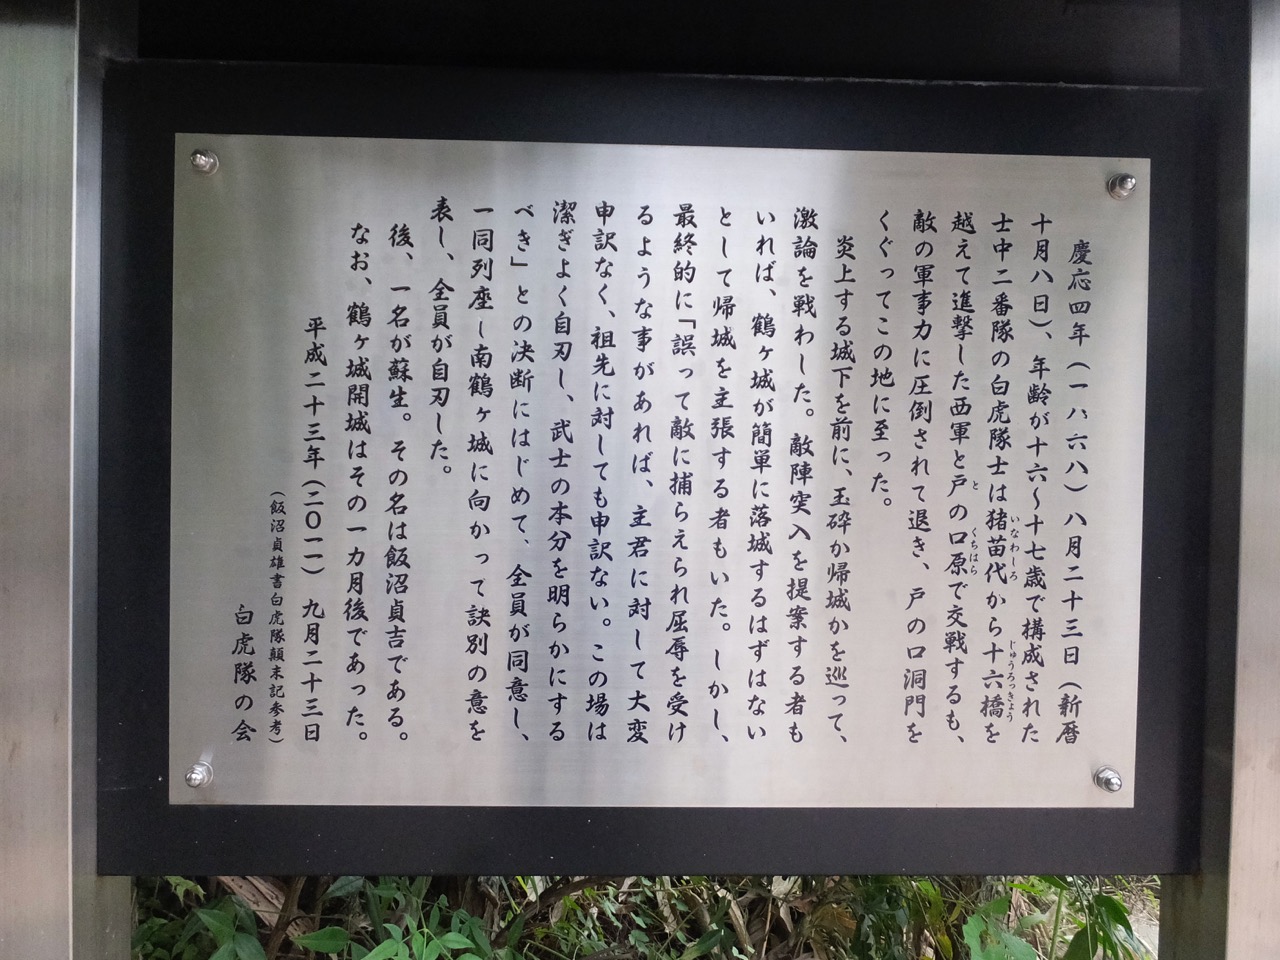 慶応四年(一八六八)八月二十三日(新暦
十月八日)、年齢が十六～十七歳で構成された
士中二番隊の白虎隊士は猪苗代から十六橋を
越えて進撃した西軍と戸の口原で交戦するも、
敵の軍事力に圧倒されて退き、戸の口洞門を
くぐってこの地に至った。
炎上する城下を前に、玉砕か帰城かを巡って、
激論を戦わした。敵陣突入を提案する者も
いれば、鶴ヶ城が簡単に落城するはずはない
として帰城を主張する者もいた。しかし、
最終的に「誤って敵に捕らえられ屈辱を受け
るような事があれば、主君に対して大変
申訳なく、祖先に対しても申訳ない。この場は
潔ぎよく自刃し、武士の本分を明らかにする
べき」との決断にはじめて、全員が同意し、
一同列座し南鶴ヶ城に向かって訣別の意を
表し、全員が自刃した。
後、一名が蘇生。その名は飯沼貞吉である。
なお、鶴ヶ城開城はその一カ月後であった。
平成二十三年(二〇一一)九月二十三日
(飯沼貞雄書白虎隊顛末記参考)
白虎隊の会
いなわしろ
じゅうろっきょう
と
くちはら